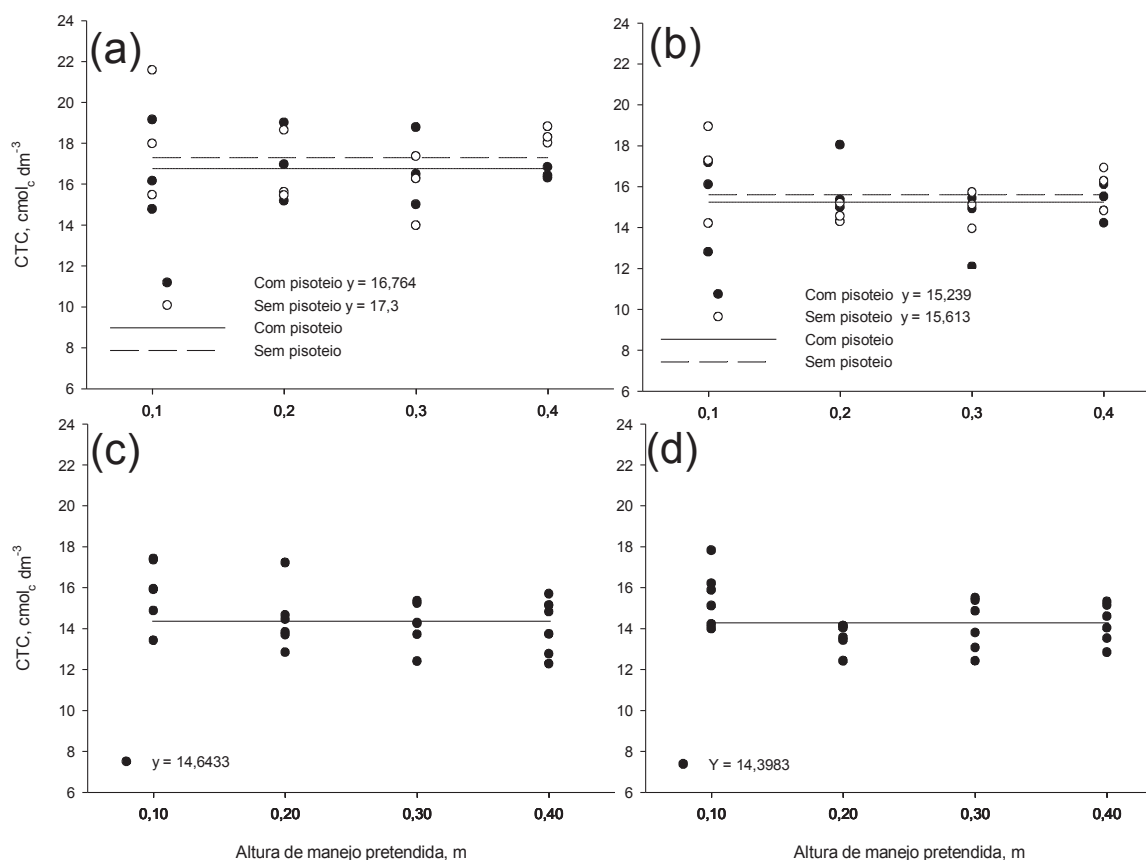 (a)
24
22
20
18
16
14
12
10
8
6
CTC, cmolc dm-3
Com pisoteio y = 16,764
Sem pisoteio y = 17,3
Com pisoteio
Sem pisoteio
0,1 0,2 0,3 0,4
(b)
24
22
20
18
16
14
12
10
8
6
Com pisoteio y = 15,239
Sem pisoteio y = 15,613
Com pisoteio
Sem pisoteio
0,1 0,2 0,3 0,4
(c)
24
22
20
18
16
14
12
10
8
6
CTC, cmolc dm-3
y = 14,6433
0,10 0,20 0,30 0,40
Altura de manejo pretendida, m
(d)
24
22
20
18
16
14
12
10
8
6
Y = 14,3983
0,10 0,20 0,30 0,40
Altura de manejo pretendida, m